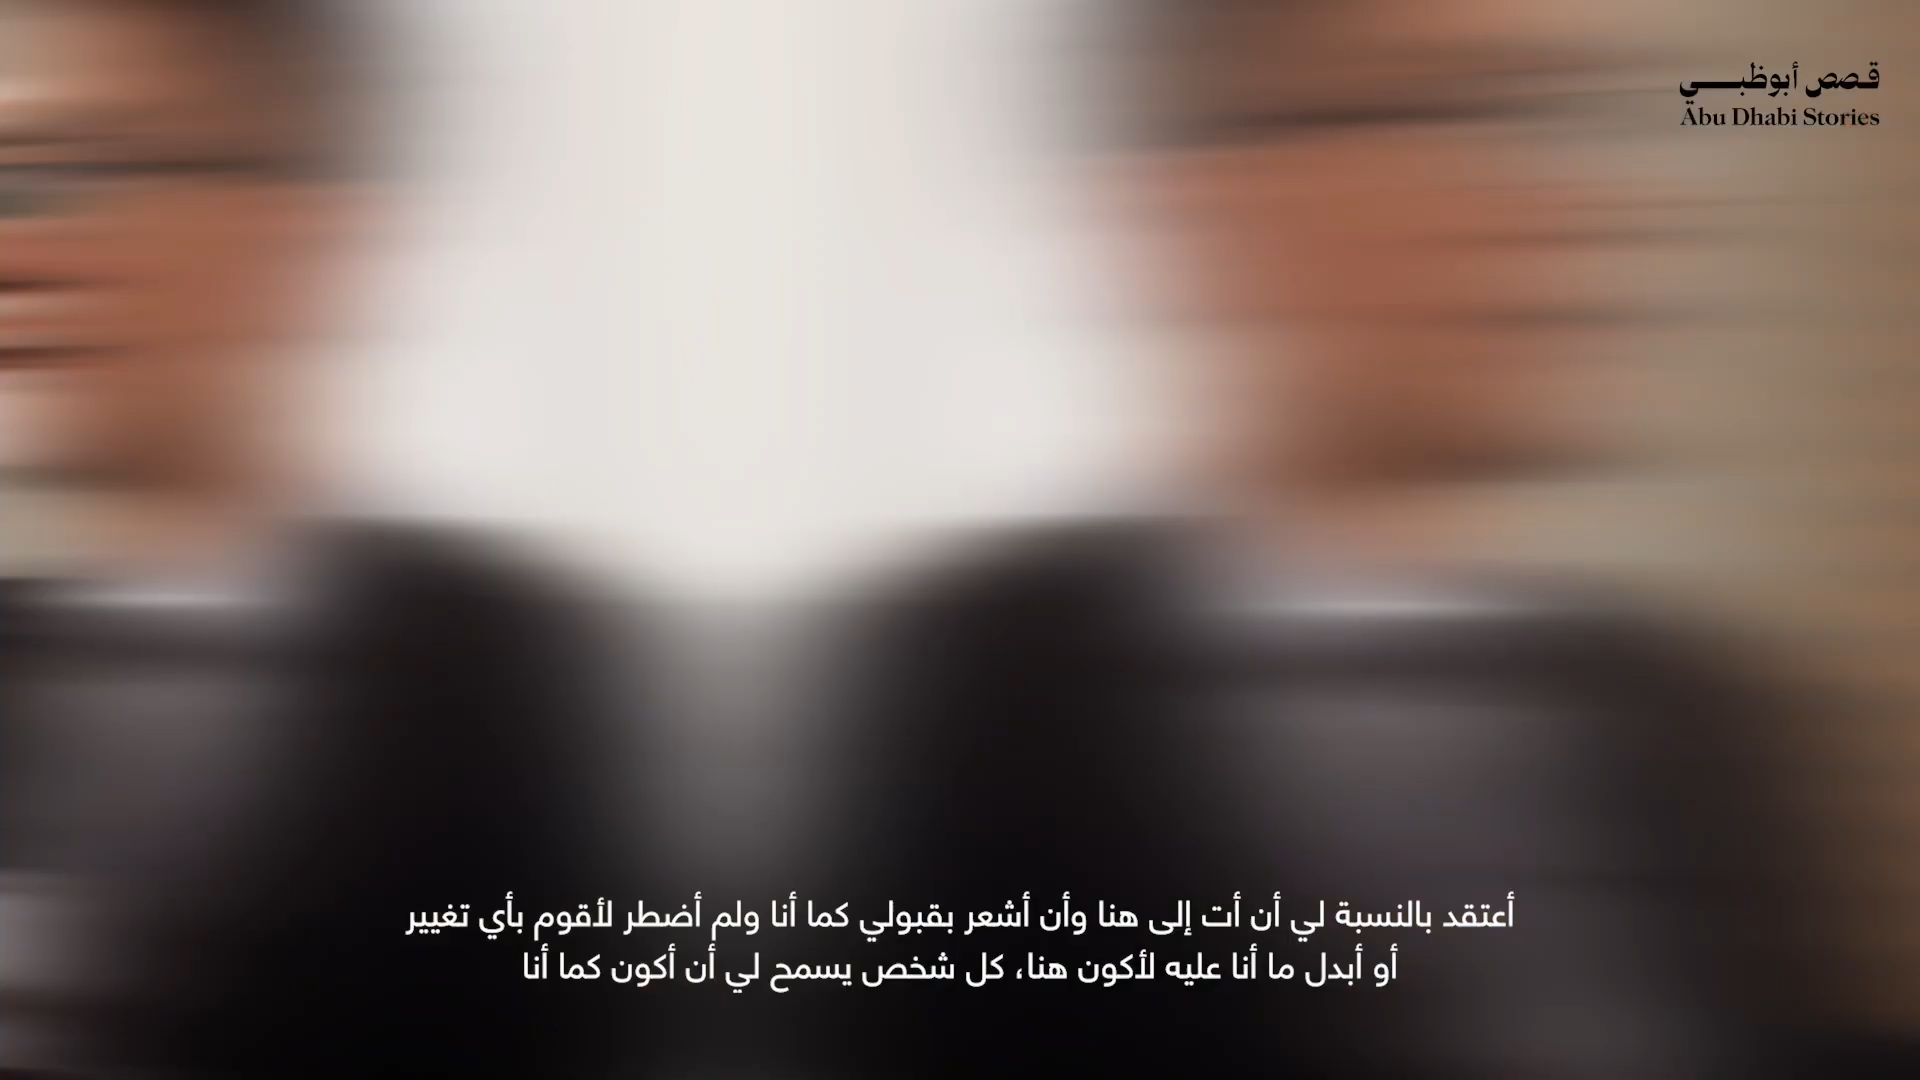 قصص أبوظبي
Abu Dhabi Stories
أعتقد بالنسبة لي أن أت إلى هنا وأن أشعر بقبولي كما أنا ولم أضطر لأقوم بأي تغيير
أو أبدل ما أنا عليه لأكون هنا، كل شخص يسمح لي أن أكون كما أنا